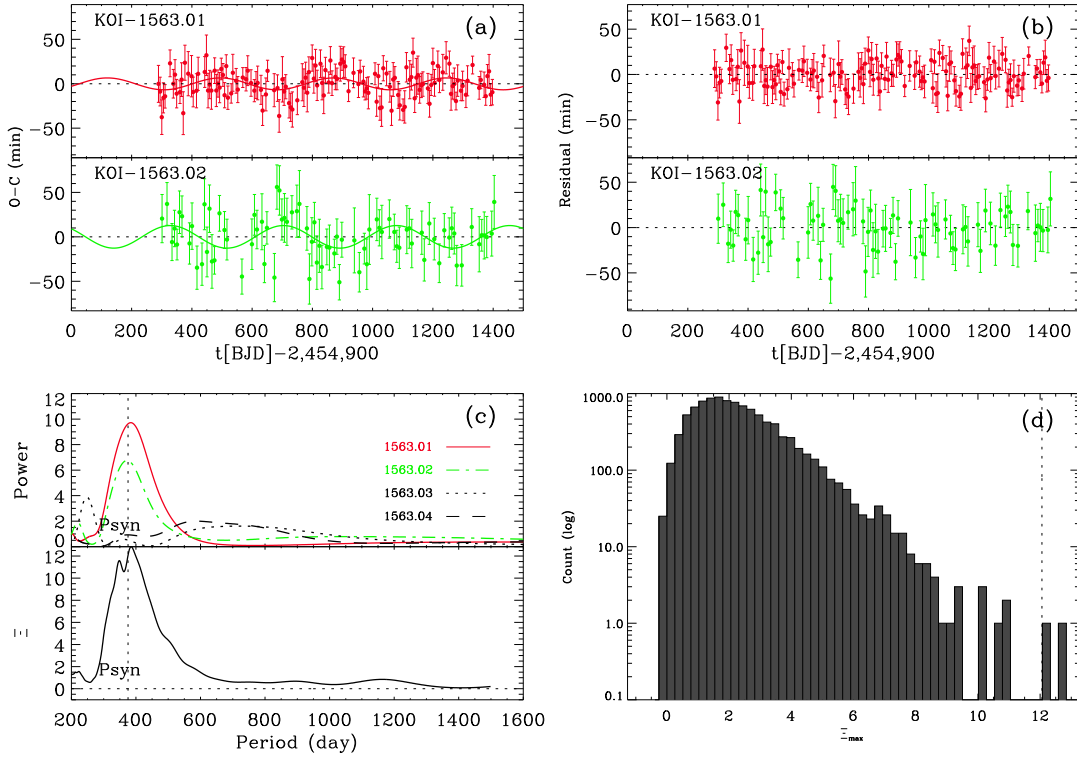 (a)
KOI-1563.01
50
0
−50
KOI-1563.02
50
0
−50
O-C (min)
0 200 400 600 800 1000 1200 1400
t[BJD]-2,454,900
(b)
KOI-1563.01
50
0
−50
KOI-1563.02
50
0
−50
Residual (min)
0 200 400 600 800 1000 1200 1400
t[BJD]-2,454,900
(c)
12
10
8
6
4
2
0
Power
1563.01
1563.02
1563.03
1563.04
Psyn
12
10
8
6
4
2
0
Ξ
Psyn
200 400 600 800 1000 1200 1400 1600
Period (day)
(d)
1000.0
100.0
10.0
1.0
0.1
Count (log)
0 2 4 6 8 10 12
Ξmax